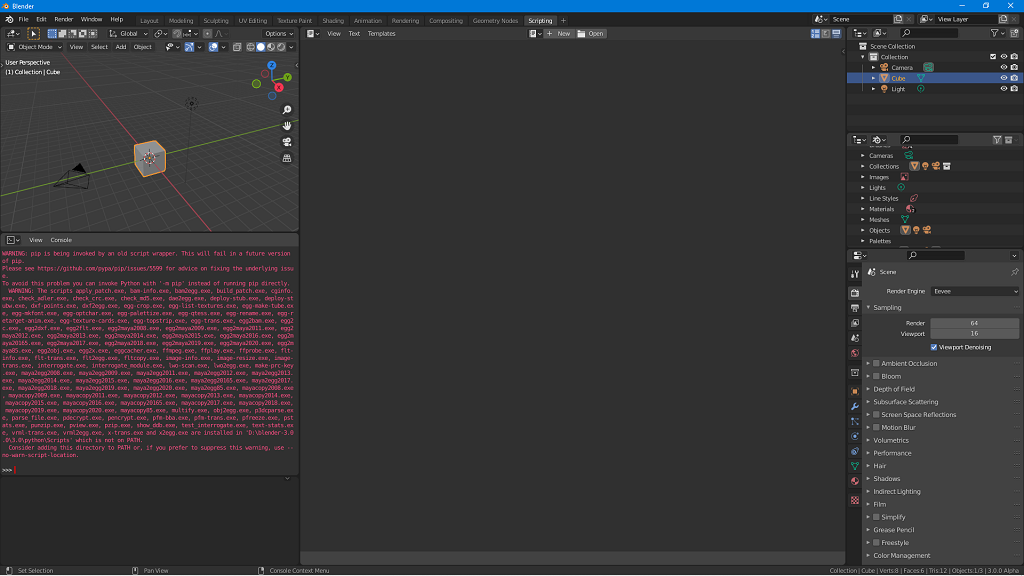 Blender
File Edit Render Window Help
Layout Modeling Sculpting UV Editing Texture Paint Shading Animation Rendering Compositing Geometry Nodes Scripting +
Scene
View Layer
Global
Options
Object Mode View Select Add Object
User Perspective
(1) Collection | Cube
Z
Y
X
View Text Templates
New Open
View Console
WARNING: pip is being invoked by an old script wrapper. This will fail in a future version
of pip.
Please see https://github.com/pypa/pip/issues/5599 for advice on fixing the underlying issu
e.
To avoid this problem you can invoke Python with '-m pip' instead of running pip directly.
WARNING: The scripts apply_patch.exe, bam-info.exe, bam2egg.exe, build_patch.exe, cginfo.
exe, check_adler.exe, check_crc.exe, check_md5.exe, dae2egg.exe, deploy-stub.exe, deploy-st
ubw.exe, dxf-points.exe, dxf2egg.exe, egg-crop.exe, egg-list-textures.exe, egg-make-tube.ex
e, egg-mkfont.exe, egg-optchar.exe, egg-palettize.exe, egg-qtess.exe, egg-rename.exe, egg-r
etarget-anim.exe, egg-texture-cards.exe, egg-topstrip.exe, egg-trans.exe, egg2bam.exe, egg2
c.exe, egg2dxf.exe, egg2flt.exe, egg2maya2008.exe, egg2maya2009.exe, egg2maya2011.exe, egg2
maya2012.exe, egg2maya2013.exe, egg2maya2014.exe, egg2maya2015.exe, egg2maya2016.exe, egg2m
aya20165.exe, egg2maya2017.exe, egg2maya2018.exe, egg2maya2019.exe, egg2maya2020.exe, egg2m
aya65.exe, egg2obj.exe, egg2x.exe, eggcacher.exe, ffmpeg.exe, ffplay.exe, ffprobe.exe, flt-
info.exe, flt-trans.exe, flt2egg.exe, fltcopy.exe, image-info.exe, image-resize.exe, image-
trans.exe, interrogate.exe, interrogate_module.exe, lwo-scan.exe, lwo2egg.exe, make-prc-key
.exe, maya2egg2008.exe, maya2egg2009.exe, maya2egg2011.exe, maya2egg2012.exe, maya2egg2013.
exe, maya2egg2014.exe, maya2egg2015.exe, maya2egg2016.exe, maya2egg20165.exe, maya2egg2017.
exe, maya2egg2018.exe, maya2egg2019.exe, maya2egg2020.exe, maya2egg65.exe, mayacopy2008.exe
, mayacopy2009.exe, mayacopy2011.exe, mayacopy2012.exe, mayacopy2013.exe, mayacopy2014.exe,
mayacopy2015.exe, mayacopy2016.exe, mayacopy20165.exe, mayacopy2017.exe, mayacopy2018.exe,
mayacopy2019.exe, mayacopy2020.exe, mayacopy65.exe, multify.exe, obj2egg.exe, p3dcparse.ex
e, parse_file.exe, pdecrypt.exe, pencrypt.exe, pfm-bba.exe, pfm-trans.exe, pfreeze.exe, pst
ats.exe, punzip.exe, pview.exe, pzip.exe, show_ddb.exe, test_interrogate.exe, text-stats.ex
e, vrml-trans.exe, vrml2egg.exe, x-trans.exe and x2egg.exe are installed in 'D:\blender-3.0
.0\3.0\python\Scripts' which is not on PATH.
Consider adding this directory to PATH or, if you prefer to suppress this warning, use --
no-warn-script-location.
>>>
Scene Collection
Collection
Camera
Cube
Light
Cameras
Collections
Images
Lights
Line Styles
Materials
Meshes
Objects
Palettes
Scene
Render Engine Eevee
Sampling
Render 64
Viewport 16
Viewport Denoising
Ambient Occlusion
Bloom
Depth of Field
Subsurface Scattering
Screen Space Reflections
Motion Blur
Volumetrics
Performance
Hair
Shadows
Indirect Lighting
Film
Simplify
Grease Pencil
Freestyle
Color Management
Set Selection Pan View Console Context Menu Collection | Cube | Verts:8 | Faces:6 | Tris:12 | Objects:1/3 | 3.0.0 Alpha